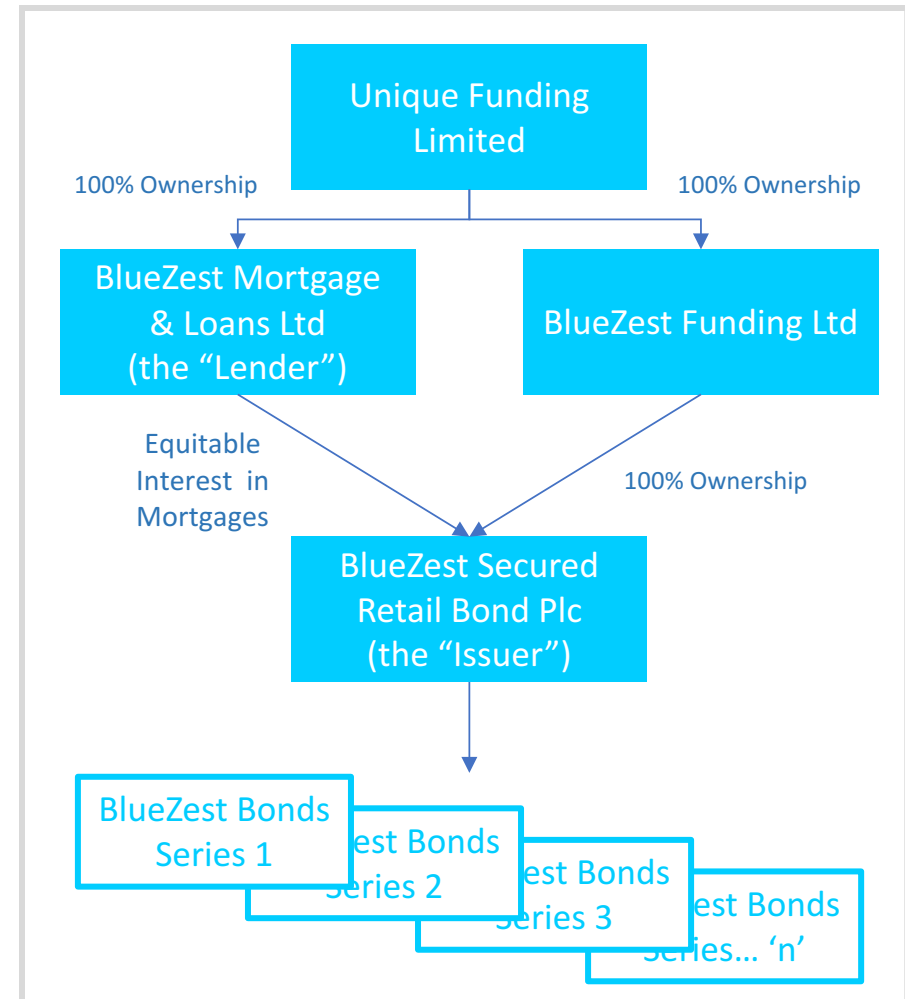 Unique Funding
Limited
100% Ownership
100% Ownership
BlueZest Mortgage
& Loans Ltd
(the “Lender”)
BlueZest Funding Ltd
Equitable
Interest in
Mortgages
100% Ownership
BlueZest Secured
Retail Bond Plc
(the “Issuer”)
BlueZest Bonds
Series 1
est Bonds
Series 2
est Bonds
Series 3
est Bonds
Series... ‘n’